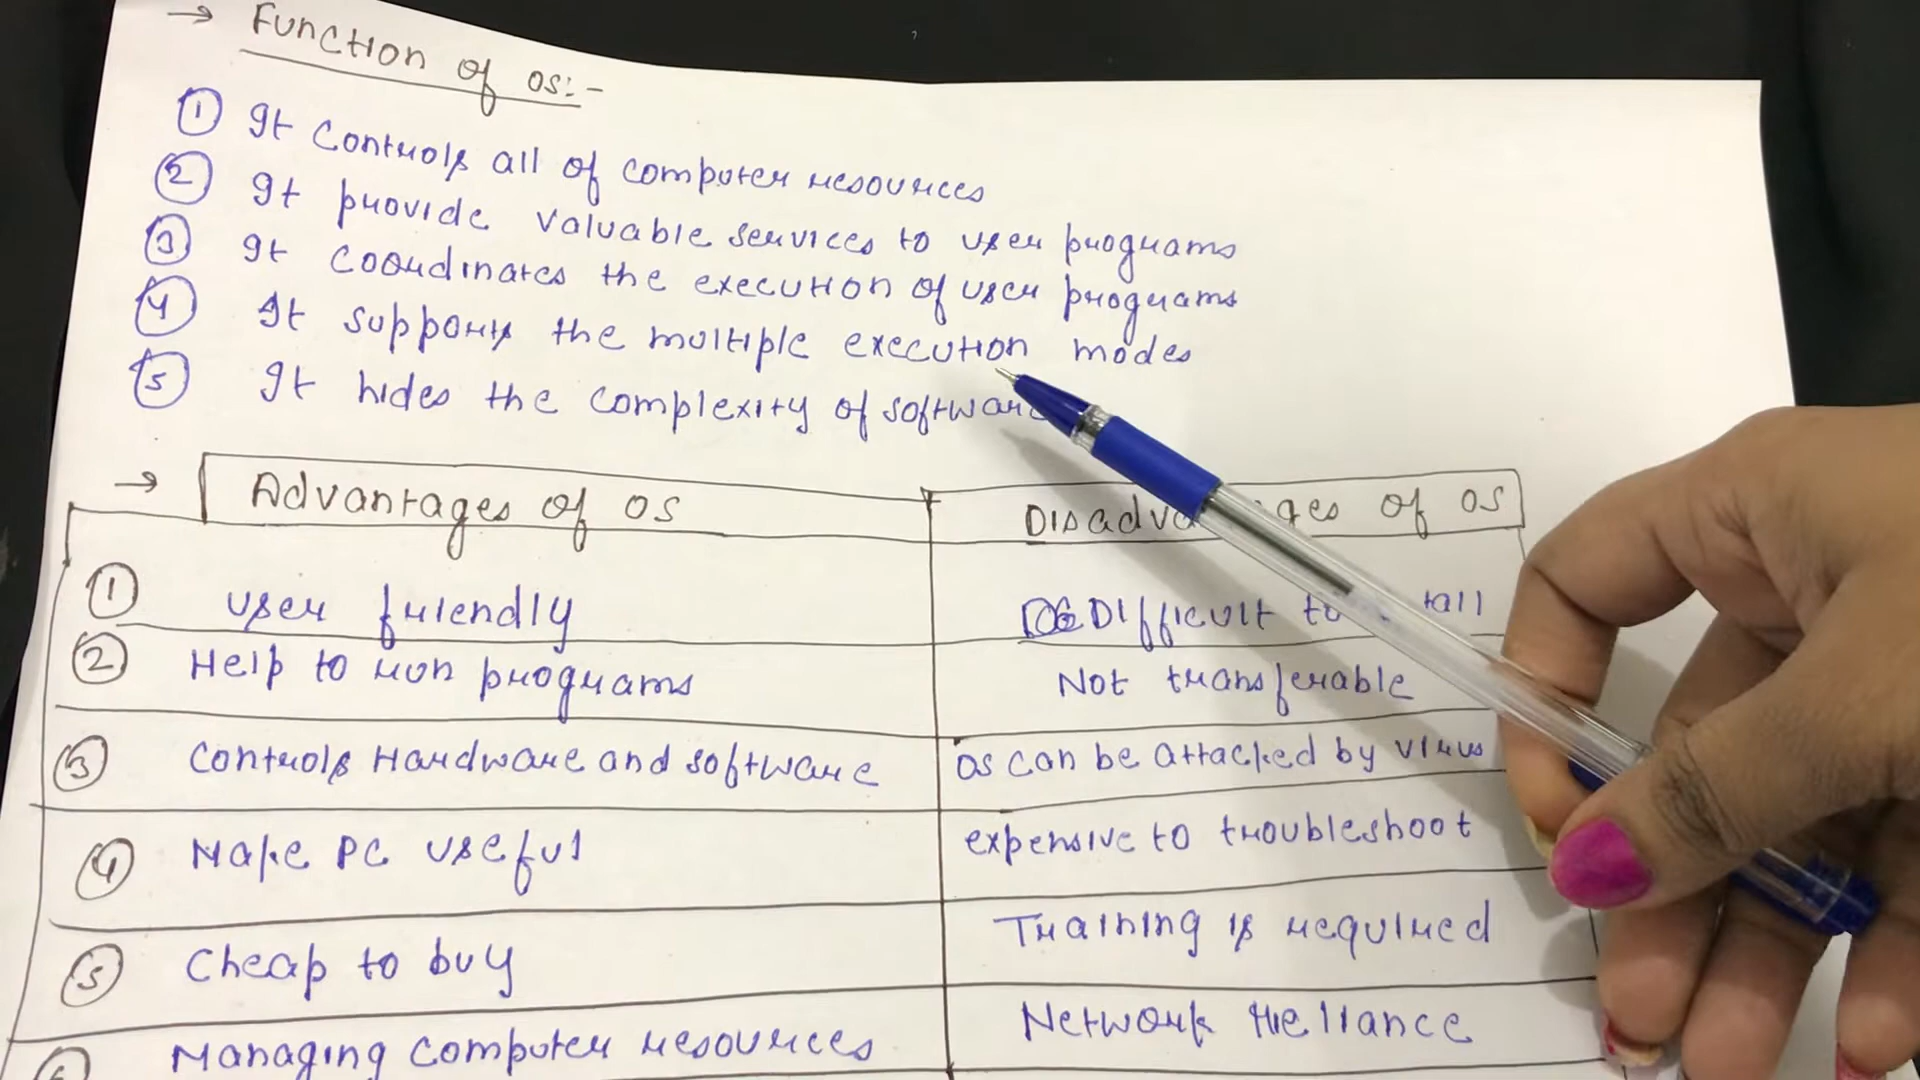 → Function of OS:-
① It controls all of computer resources
② It provide valuable services to user programs
③ It coordinates the execution of user programs
④ It supports the multiple execution modes
⑤ It hides the complexity of software
→ Advantages of OS Disadvantages of OS
① User friendly Difficult to
② Help to run programs Not transferable
③ Controls Hardware and software OS can be attacked by virus
④ Make PC useful expensive to troubleshoot
⑤ Cheap to buy Training is required
⑥ Managing computer resources Network Reliance